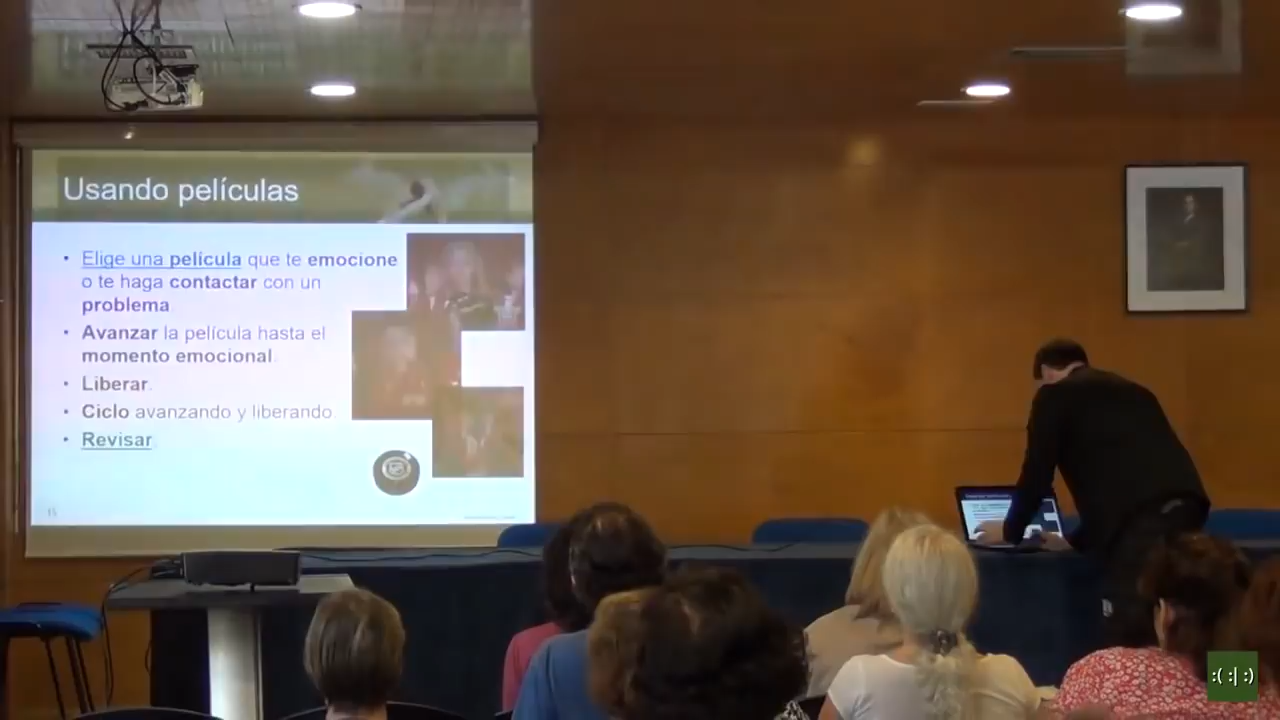 Usando películas
• Elige una película que te emocione
o te haga contactar con un
problema.
• Avanzar la película hasta el
momento emocional.
• Liberar.
• Ciclo avanzando y liberando.
• Revisar.
15
:( :| :)